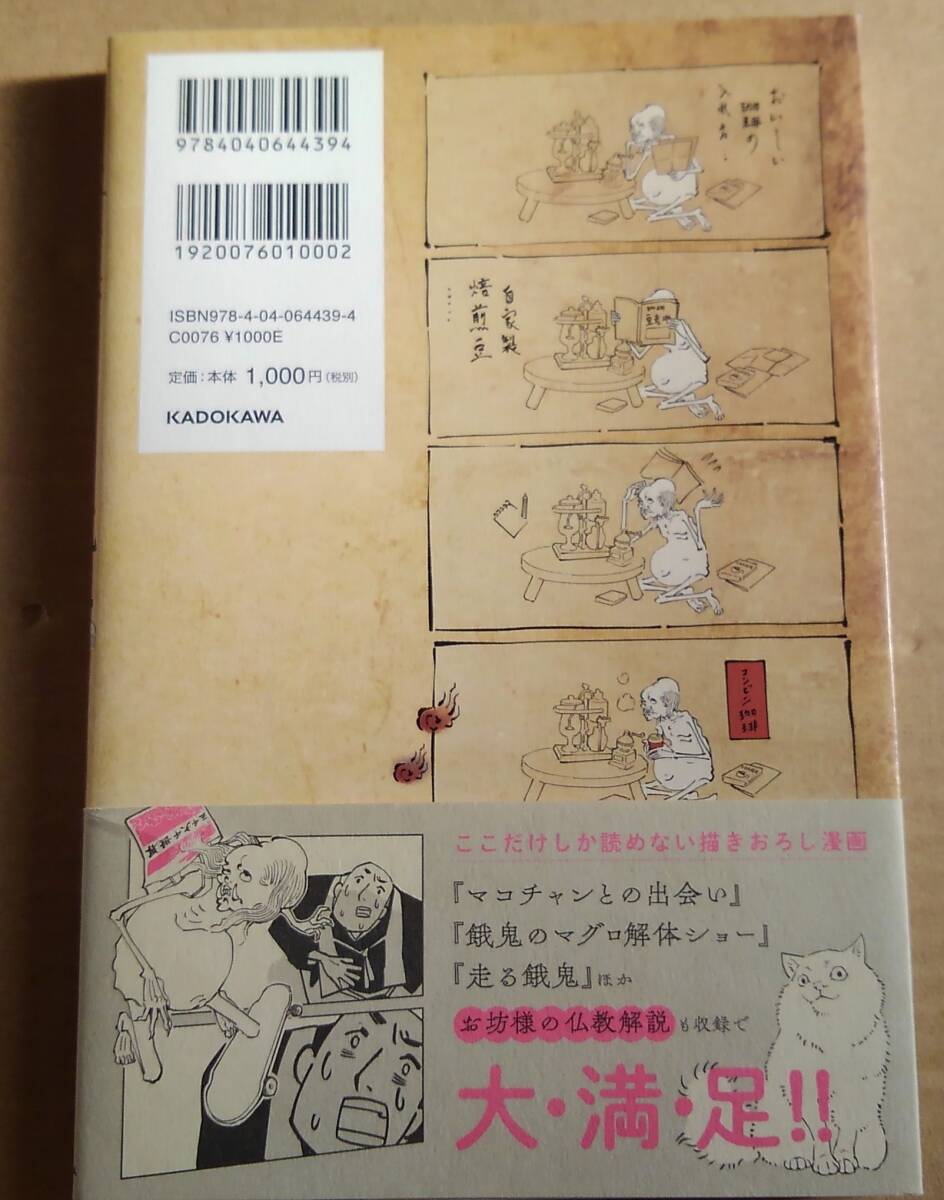 9784040644394
1920076010002
ISBN978-4-04-064439-4
C0076 ¥1000E
定価:本体 1,000円(税別)
KADOKAWA
おいしい
珈琲の
入れ方…
自家製
焙煎豆
……
コンビニ
珈琲
ここだけしか読めない描きおろし漫画
『マコチャンとの出会い』
『餓鬼のマグロ解体ショー』
『走る餓鬼』ほか
お坊様の仏教解説も収録で
大・満・足!!